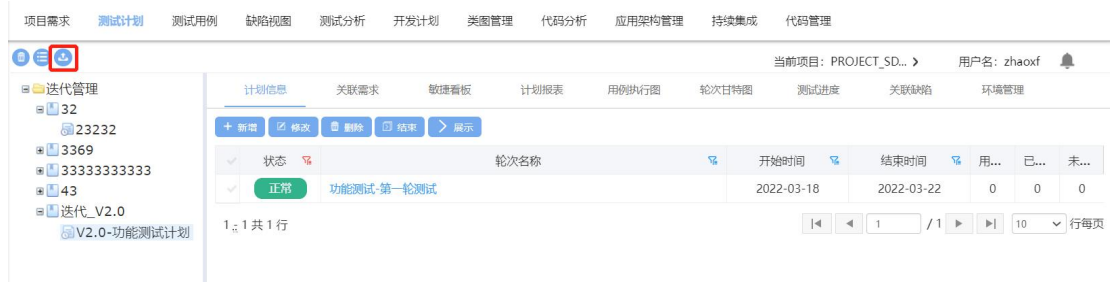 项目需求 测试计划 测试用例 缺陷视图 测试分析 开发计划 类图管理 代码分析 应用架构管理 持续集成 代码管理
当前项目：PROJECT_SD... 用户名：zhaoxf
迭代管理
32
23232
3369
33333333333
43
迭代_V2.0
V2.0-功能测试计划
计划信息 关联需求 敏捷看板 计划报表 用例执行图 轮次甘特图 测试进度 关联缺陷 环境管理
+ 新增 修改 删除 结束 展示
状态 轮次名称 开始时间 结束时间 用... 已... 未...
正常 功能测试-第一轮测试 2022-03-18 2022-03-22 0 0 0
1 - 1 共 1 行 1 / 1 10 行每页